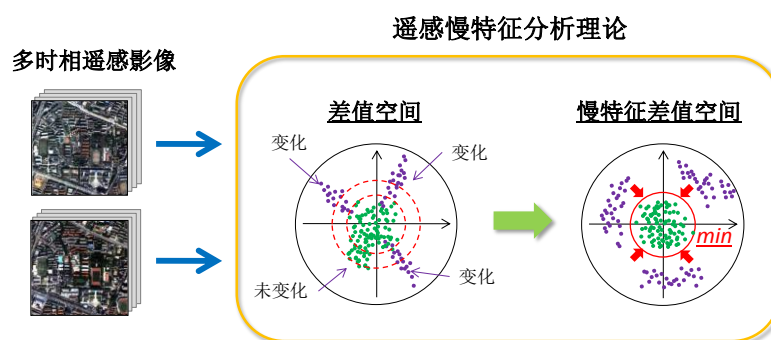 遥感慢特征分析理论
多时相遥感影像
差值空间
慢特征差值空间
变化
变化
min
未变化
变化